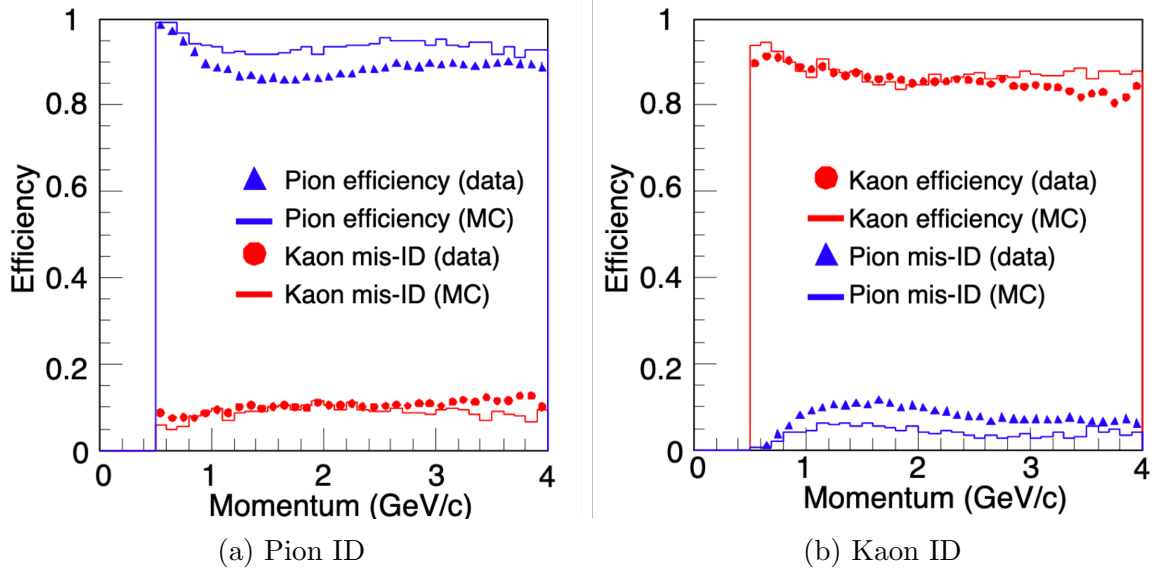 Efficiency
1
0.8
0.6
0.4
0.2
0
Pion efficiency (data)
Pion efficiency (MC)
Kaon mis-ID (data)
Kaon mis-ID (MC)
0 1 2 3 4
Momentum (GeV/c)
(a) Pion ID
Efficiency
1
0.8
0.6
0.4
0.2
0
Kaon efficiency (data)
Kaon efficiency (MC)
Pion mis-ID (data)
Pion mis-ID (MC)
0 1 2 3 4
Momentum (GeV/c)
(b) Kaon ID